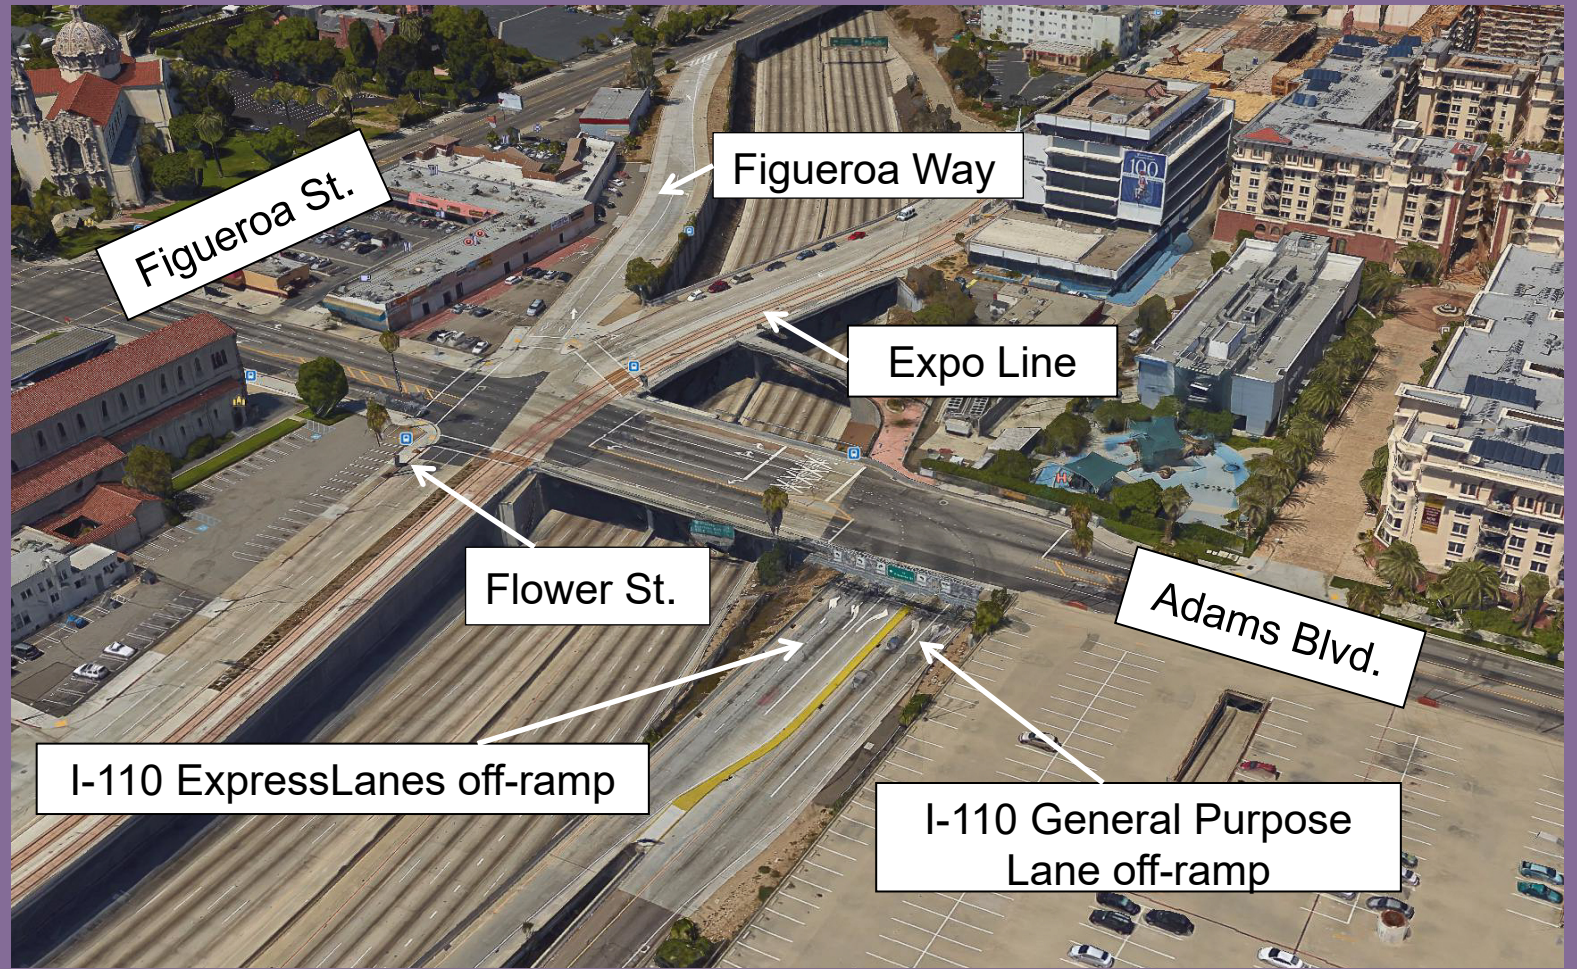 Figueroa Way
Figueroa St.
100
Expo Line
Flower St.
Adams Blvd.
H
I-110 ExpressLanes off-ramp
I-110 General Purpose
Lane off-ramp